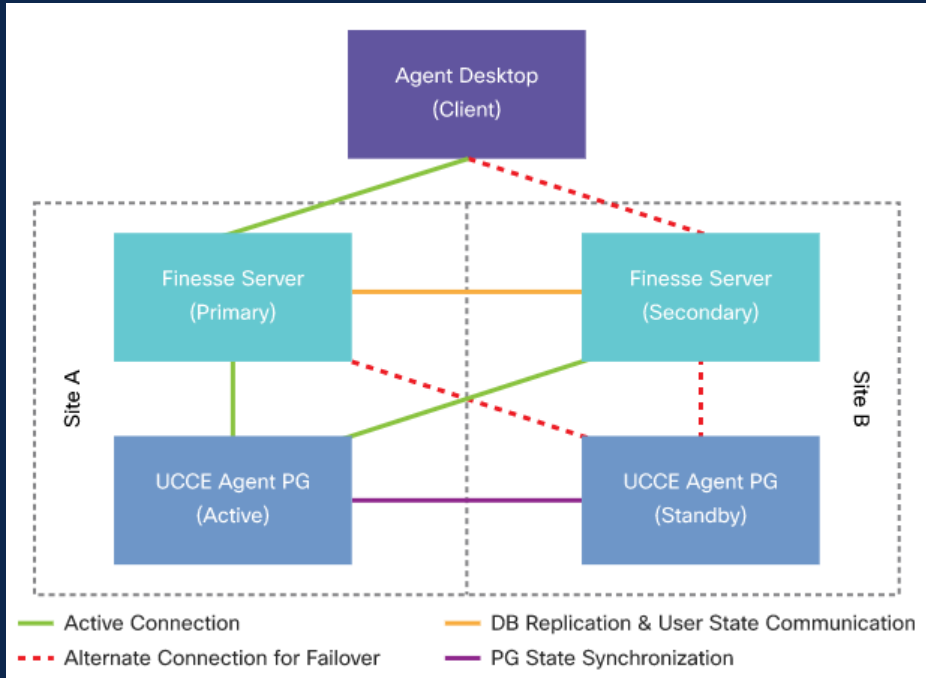 Agent Desktop
(Client)
Finesse Server
(Primary)
Finesse Server
(Secondary)
Site A
Site B
UCCE Agent PG
(Active)
UCCE Agent PG
(Standby)
Active Connection
DB Replication & User State Communication
Alternate Connection for Failover
PG State Synchronization